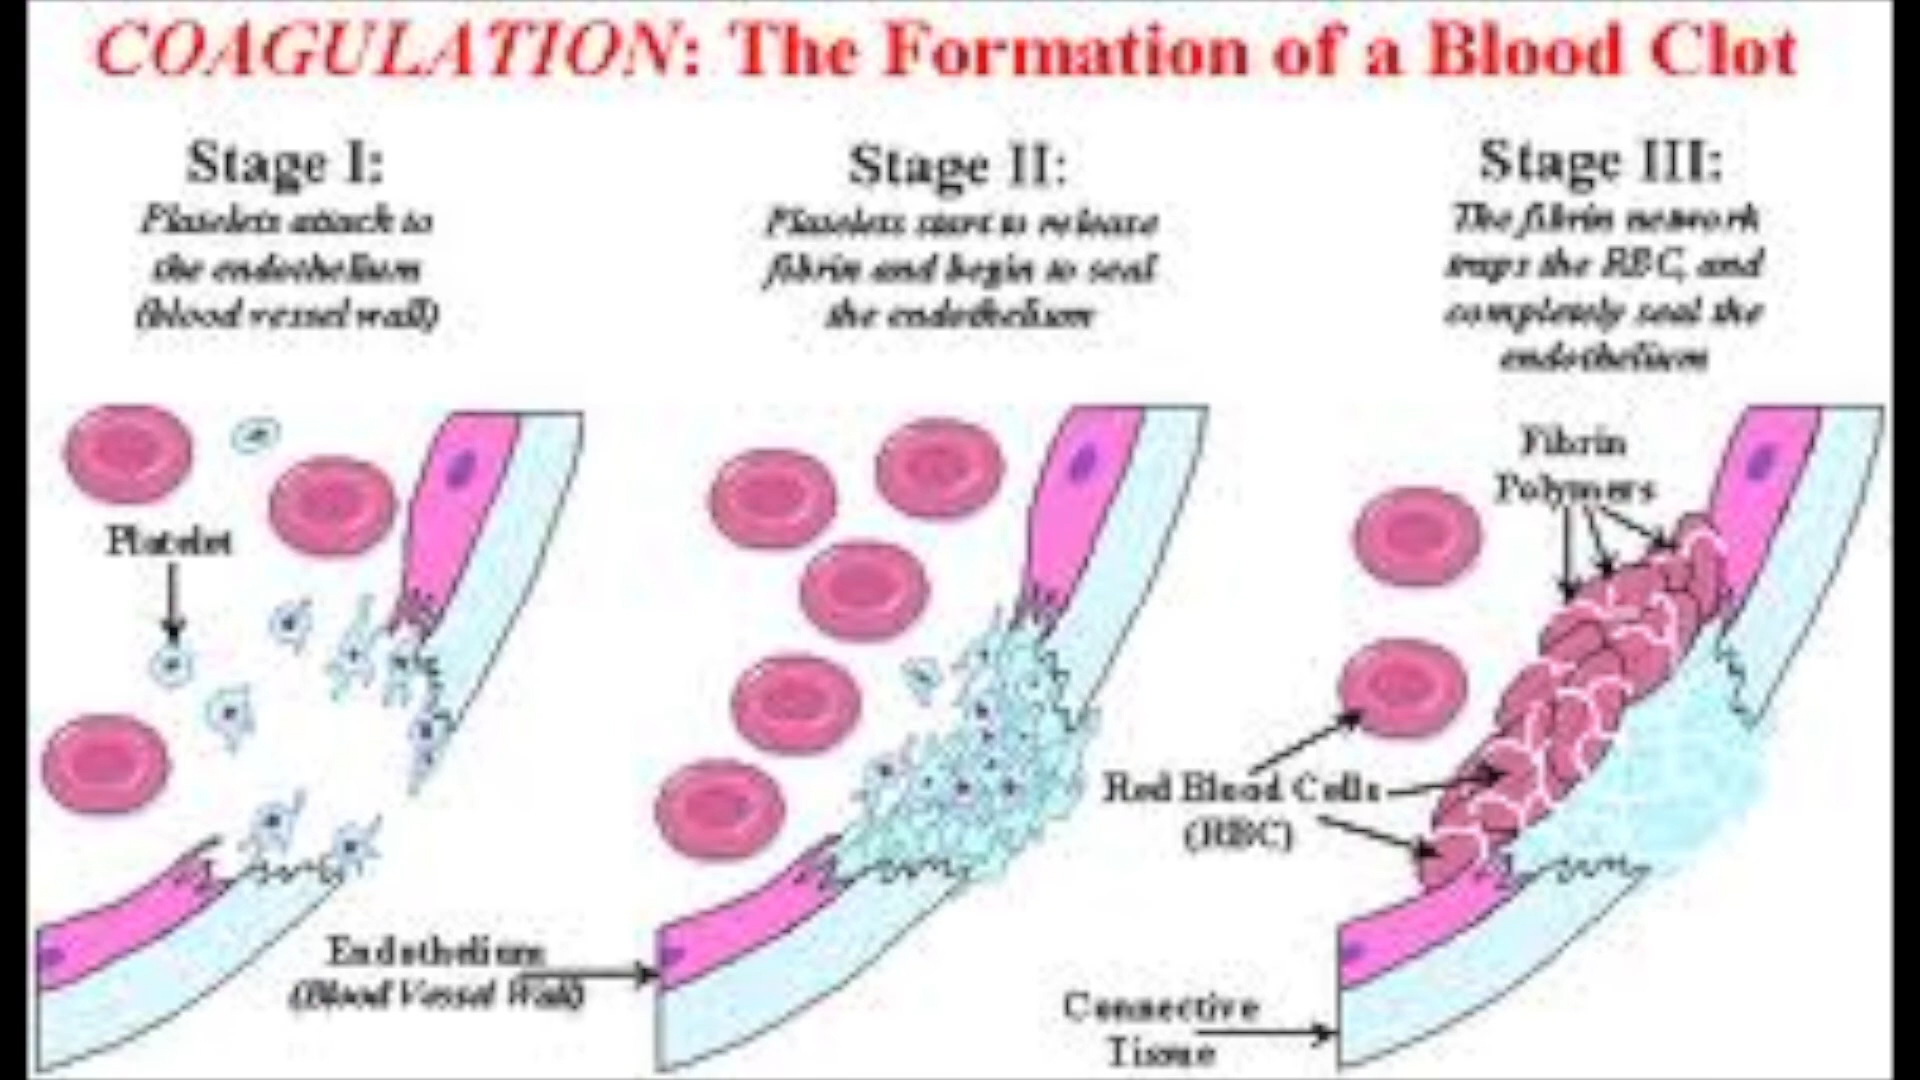 COAGULATION: The Formation of a Blood Clot
Stage I:
Platelets attach to
the endothelium
(blood vessel wall)
Stage II:
Platelets start to release
fibrin and begin to seal
the endothelium
Stage III:
The fibrin network
traps the RBC, and
completely seal the
endothelium
Platelet
Endothelium
(Blood Vessel Wall)
Fibrin
Polymers
Red Blood Cells
(RBC)
Connective
Tissue